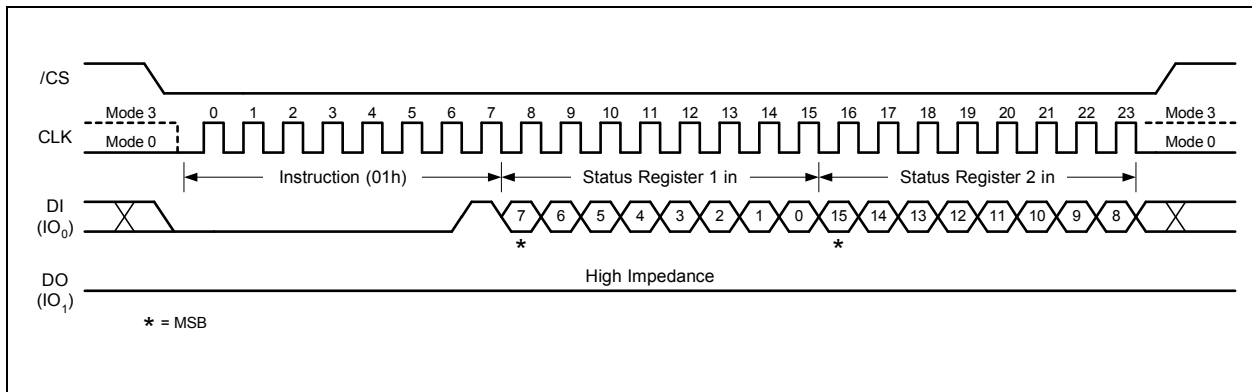 /CS
Mode 3 0 1 2 3 4 5 6 7 8 9 10 11 12 13 14 15 16 17 18 19 20 21 22 23 Mode 3
CLK
Mode 0 Mode 0
Instruction (01h) Status Register 1 in Status Register 2 in
DI
(IO0)
7 6 5 4 3 2 1 0 15 14 13 12 11 10 9 8
* *
High Impedance
DO
(IO1)
* = MSB